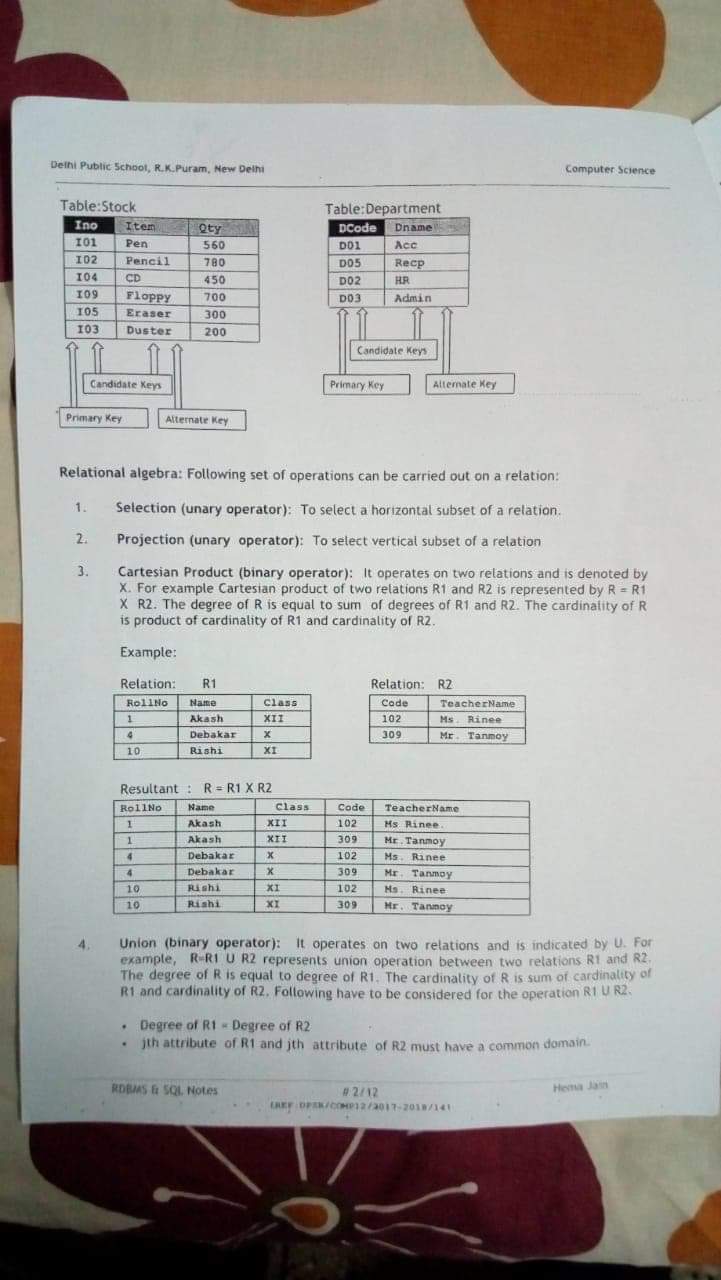 Delhi Public School, R.K.Puram, New Delhi Computer Science
Table:Stock
Ino Item Qty
I01 Pen 560
I02 Pencil 780
I04 CD 450
I09 Floppy 700
I05 Eraser 300
I03 Duster 200
Candidate Keys
Primary Key Alternate Key
Table:Department
DCode Dname
D01 Acc
D05 Recp
D02 HR
D03 Admin
Candidate Keys
Primary Key Alternate Key
Relational algebra: Following set of operations can be carried out on a relation:
1. Selection (unary operator): To select a horizontal subset of a relation.
2. Projection (unary operator): To select vertical subset of a relation
3. Cartesian Product (binary operator): It operates on two relations and is denoted by
X. For example Cartesian product of two relations R1 and R2 is represented by R = R1
X R2. The degree of R is equal to sum of degrees of R1 and R2. The cardinality of R
is product of cardinality of R1 and cardinality of R2.
Example:
Relation: R1
RollNo Name Class
1 Akash XII
4 Debakar X
10 Rishi XI
Relation: R2
Code TeacherName
102 Ms. Rinee
309 Mr. Tanmoy
Resultant : R = R1 X R2
RollNo Name Class Code TeacherName
1 Akash XII 102 Ms Rinee.
1 Akash XII 309 Mr.Tanmoy
4 Debakar X 102 Ms. Rinee
4 Debakar X 309 Mr. Tanmoy
10 Rishi XI 102 Ms. Rinee
10 Rishi XI 309 Mr. Tanmoy
4. Union (binary operator): It operates on two relations and is indicated by U. For
example, R=R1 U R2 represents union operation between two relations R1 and R2.
The degree of R is equal to degree of R1. The cardinality of R is sum of cardinality of
R1 and cardinality of R2. Following have to be considered for the operation R1 U R2.
• Degree of R1 = Degree of R2
• jth attribute of R1 and jth attribute of R2 must have a common domain.
RDBMS & SQL Notes # 2/12 Hema Jain
[REF:DPSR/COMP12/2017-2018/14]